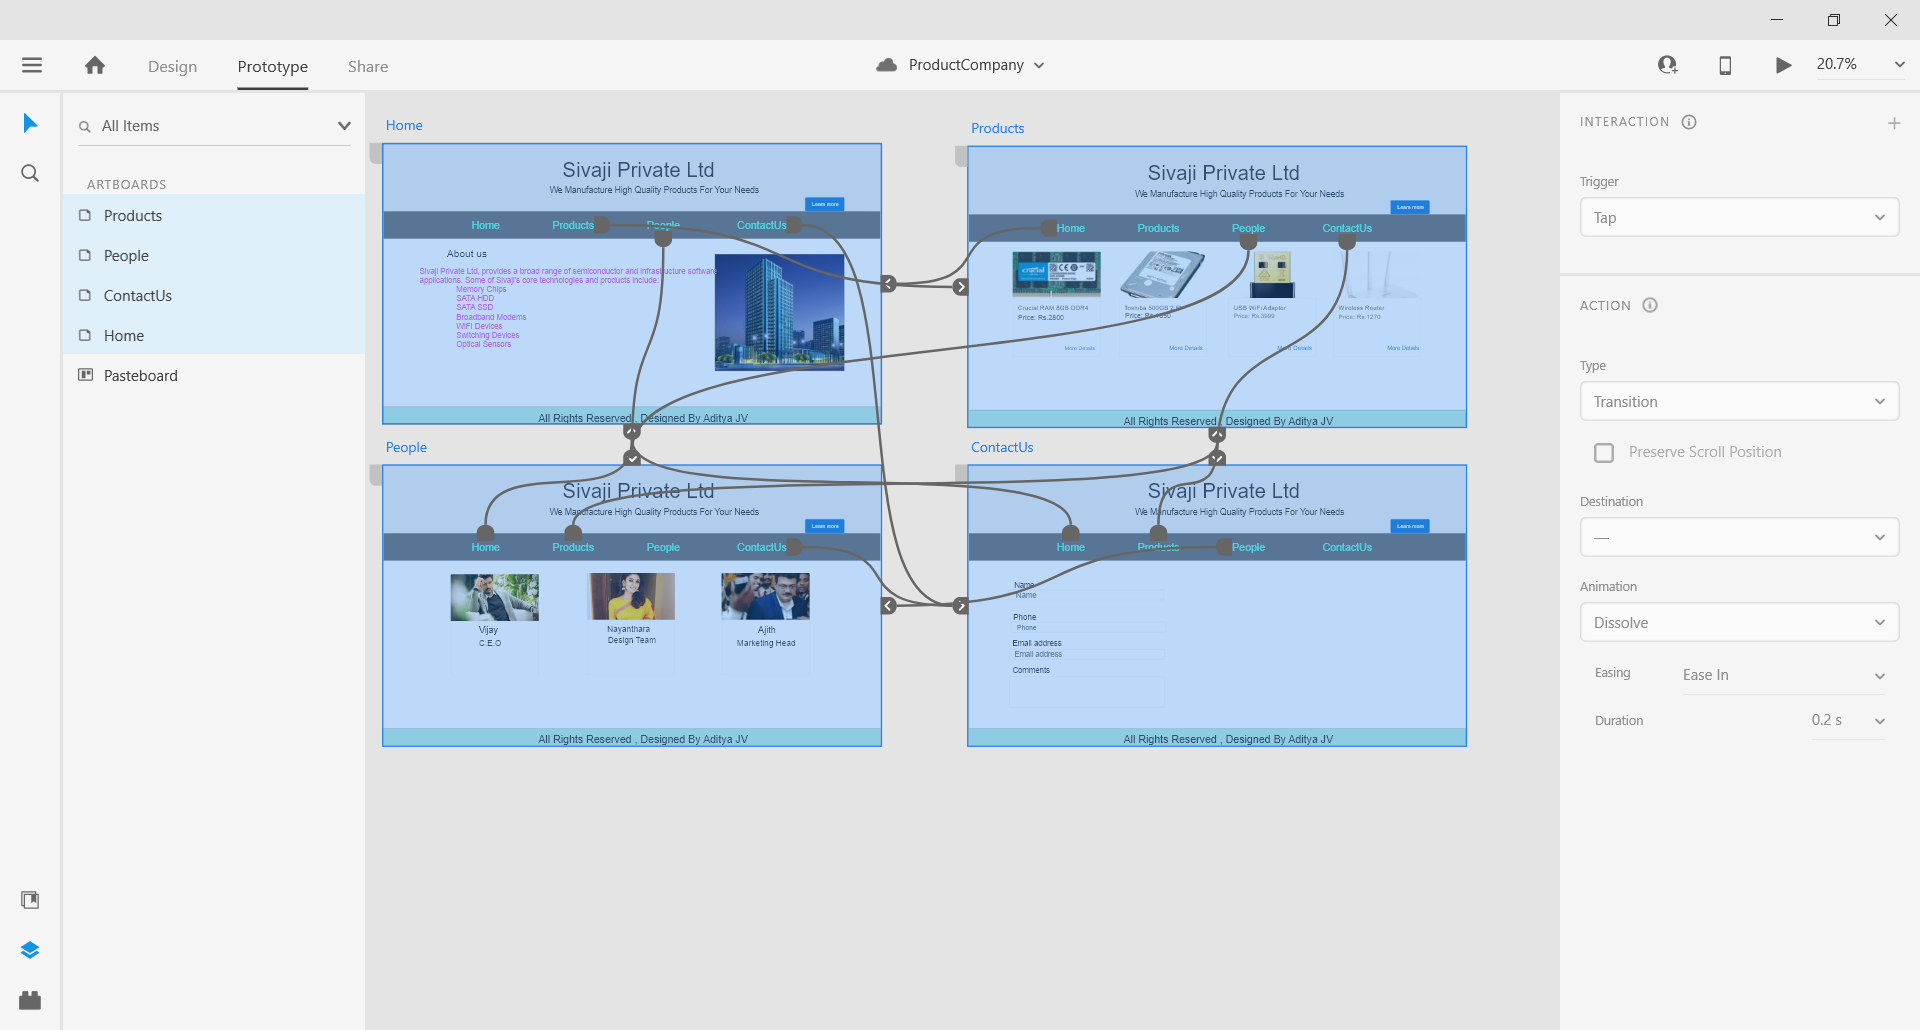 Design
Prototype
Share
ProductCompany
20.7%
All Items
ARTBOARDS
Products
People
ContactUs
Home
Pasteboard
Home
Sivaji Private Ltd
We Manufacture High Quality Products For Your Needs
Learn more
Home Products People ContactUs
About us
Sivaji Private Ltd, provides a broad range of semiconductor and infrastucture software
applications. Some of Sivaji's core technologies and products include:
Memory Chips
SATA HDD
SATA SSD
Broadband Modems
WIFI Devices
Switching Devices
Optical Sensors
All Rights Reserved , Designed By Aditya JV
Products
Sivaji Private Ltd
We Manufacture High Quality Products For Your Needs
Learn more
Home Products People ContactUs
Crucial RAM 8GB DDR4
Price: Rs.2800
More Details
Toshiba 500GB
Price:
More Details
USB WiFi Adapter
Price: Rs.3999
More Details
Wireless Router
Price: Rs.1270
More Details
All Rights Reserved , Designed By Aditya JV
People
Sivaji Private Ltd
We Manufacture High Quality Products For Your Needs
Learn more
Home Products People ContactUs
Vijay
C.E.O
Nayanthara
Design Team
Ajith
Marketing Head
All Rights Reserved , Designed By Aditya JV
ContactUs
Sivaji Private Ltd
We Manufacture High Quality Products For Your Needs
Learn more
Home Products People ContactUs
Name
Name
Phone
Phone
Email address
Email address
Comments
All Rights Reserved , Designed By Aditya JV
INTERACTION
Trigger
Tap
ACTION
Type
Transition
Preserve Scroll Position
Destination
—
Animation
Dissolve
Easing Ease In
Duration 0.2 s